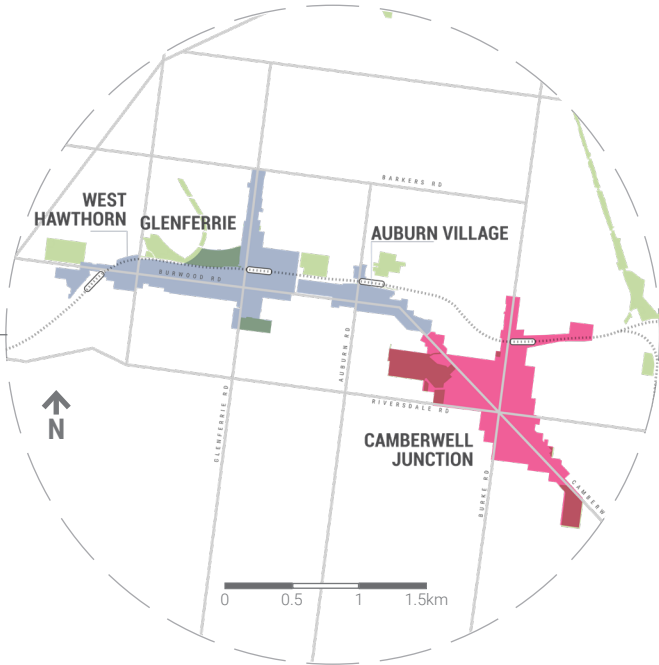 BARKERS RD
WEST
HAWTHORN
GLENFERRIE
AUBURN VILLAGE
BURWOOD RD
AUBURN RD
RIVERSDALE RD
GLENFERRIE RD
N
CAMBERWELL
JUNCTION
BURKE RD
CAMBERW
0 0.5 1 1.5km